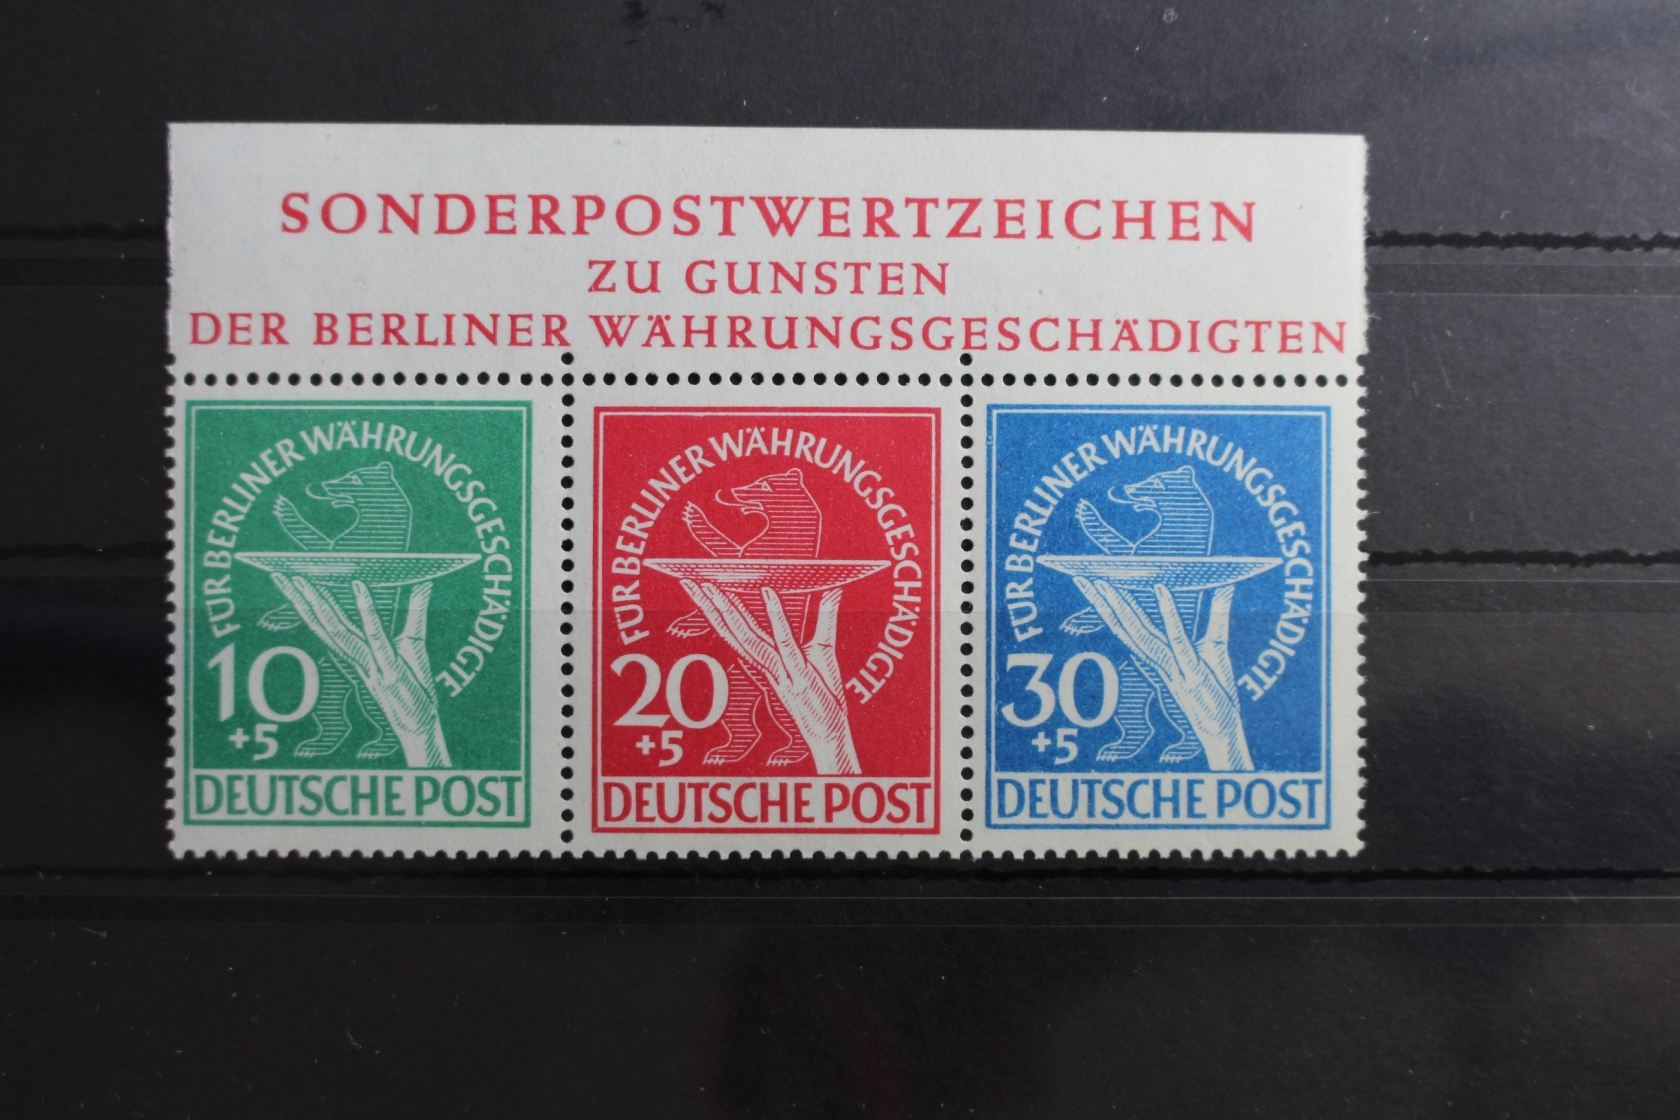 SONDERPOSTWERTZEICHEN
ZU GUNSTEN
DER BERLINER WÄHRUNGSGESCHÄDIGTEN
FÜR BERLINER WÄHRUNGSGESCHÄDIGTE
10
+5
DEUTSCHE POST
FÜR BERLINER WÄHRUNGSGESCHÄDIGTE
20
+5
DEUTSCHE POST
FÜR BERLINER WÄHRUNGSGESCHÄDIGTE
30
+5
DEUTSCHE POST